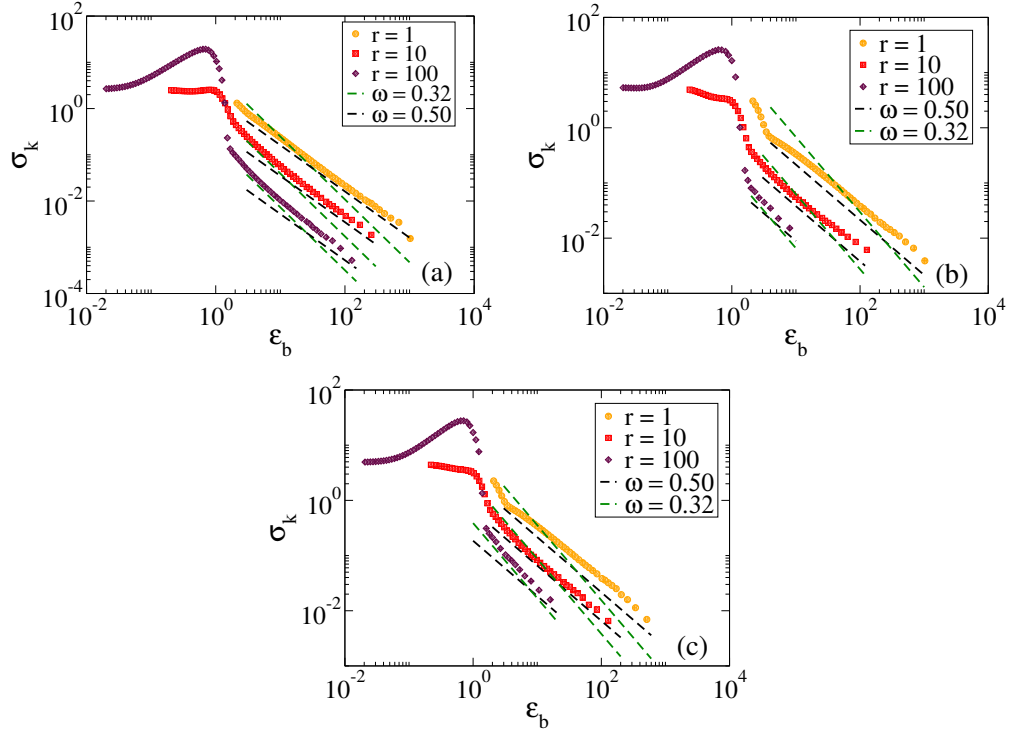 10^2
10^0
10^-2
10^-4
σ_k
10^-2
10^0
10^2
10^4
ε_b
r = 1
r = 10
r = 100
ω = 0.32
ω = 0.50
(a)
10^2
10^0
10^-2
σ_k
10^-2
10^0
10^2
10^4
ε_b
r = 1
r = 10
r = 100
ω = 0.50
ω = 0.32
(b)
10^2
10^0
10^-2
σ_k
10^-2
10^0
10^2
10^4
ε_b
r = 1
r = 10
r = 100
ω = 0.50
ω = 0.32
(c)